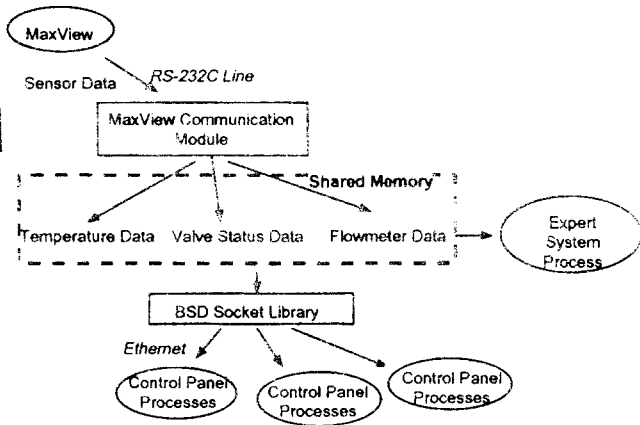 MaxView
Sensor Data
RS-232C Line
MaxView Communication
Module
Shared Memory
Temperature Data
Valve Status Data
Flowmeter Data
Expert
System
Process
BSD Socket Library
Ethernet
Control Panel
Processes
Control Panel
Processes
Control Panel
Processes